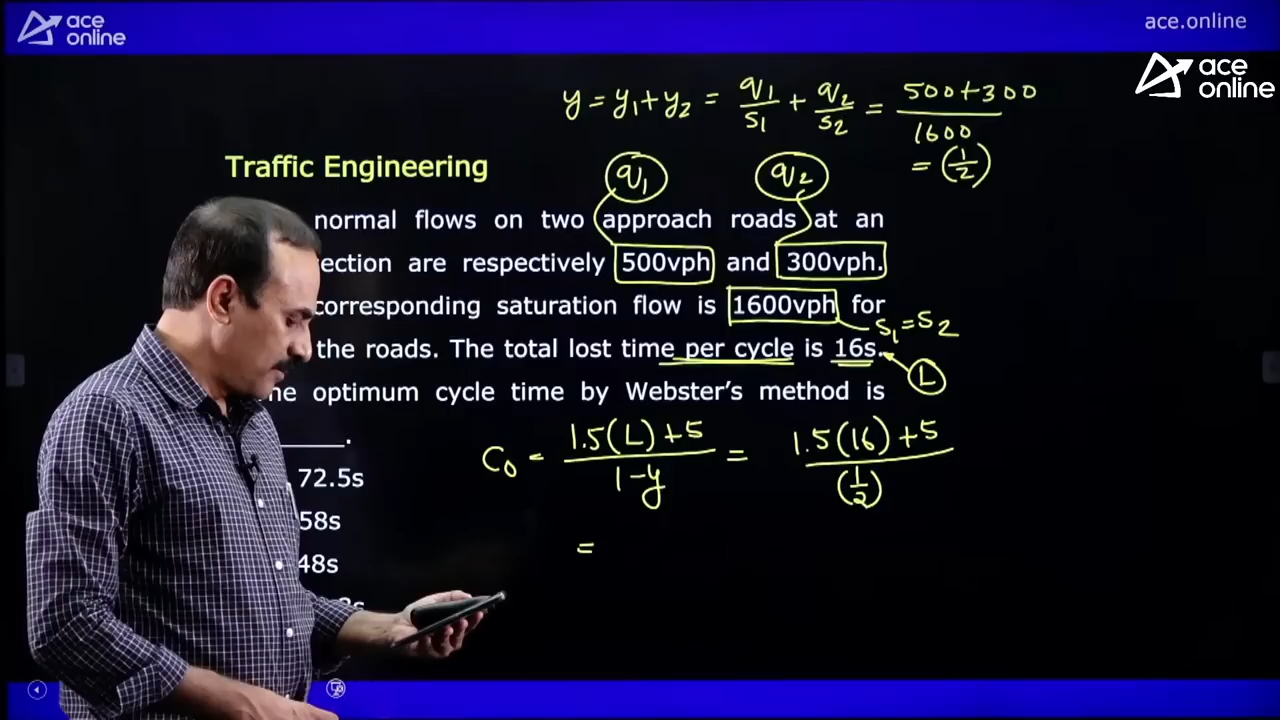 ace
online
ace.online
ace
online
y = y₁ + y₂ = q₁/s₁ + q₂/s₂ = (500+300)/1600
= (1/2)
Traffic Engineering
q₁ q₂
normal flows on two approach roads at an
ection are respectively 500vph and 300vph.
corresponding saturation flow is 1600vph for
s₁ = s₂
the roads. The total lost time per cycle is 16s.
L
optimum cycle time by Webster's method is
______.
C₀ = (1.5(L)+5)/(1-y) = (1.5(16)+5)/(1/2)
72.5s
58s
=
48s